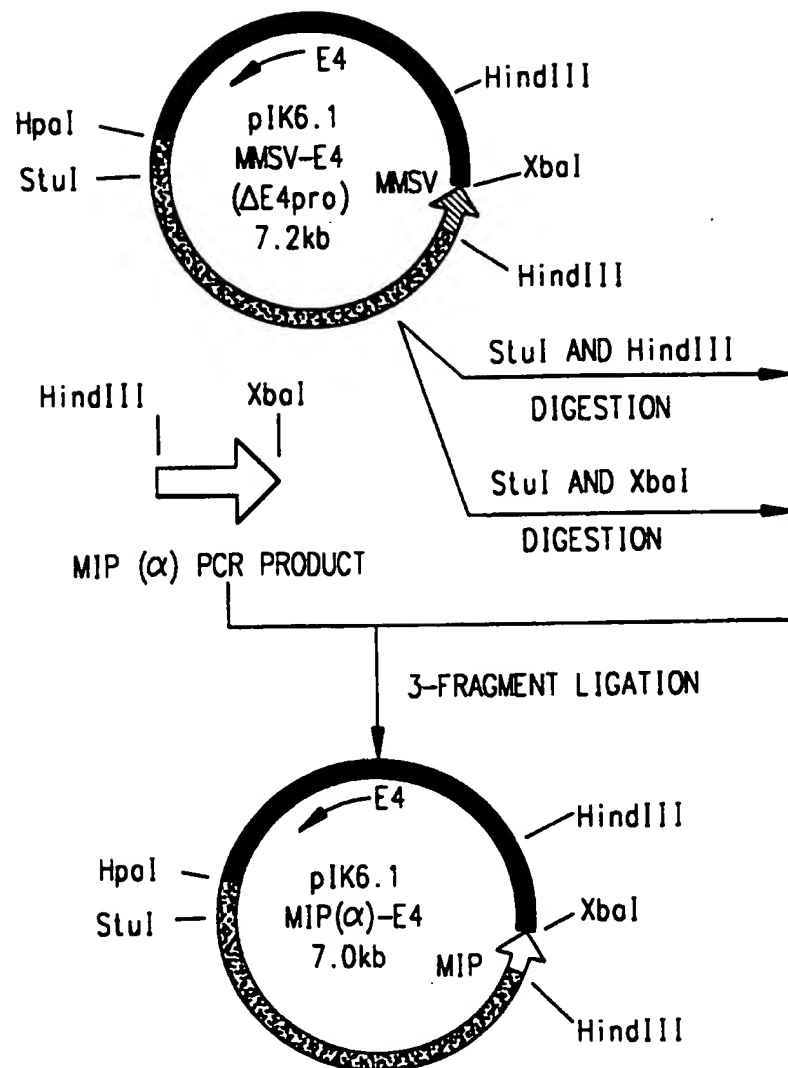 E4
HindIII
HpaI
pIK6.1
StuI
MMSV-E4
MMSV
XbaI
(ΔE4pro)
7.2kb
HindIII
StuI AND HindIII
DIGESTION
HindIII
XbaI
StuI AND XbaI
DIGESTION
MIP (α) PCR PRODUCT
3-FRAGMENT LIGATION
E4
HindIII
HpaI
pIK6.1
StuI
MIP(α)-E4
XbaI
7.0kb
MIP
HindIII